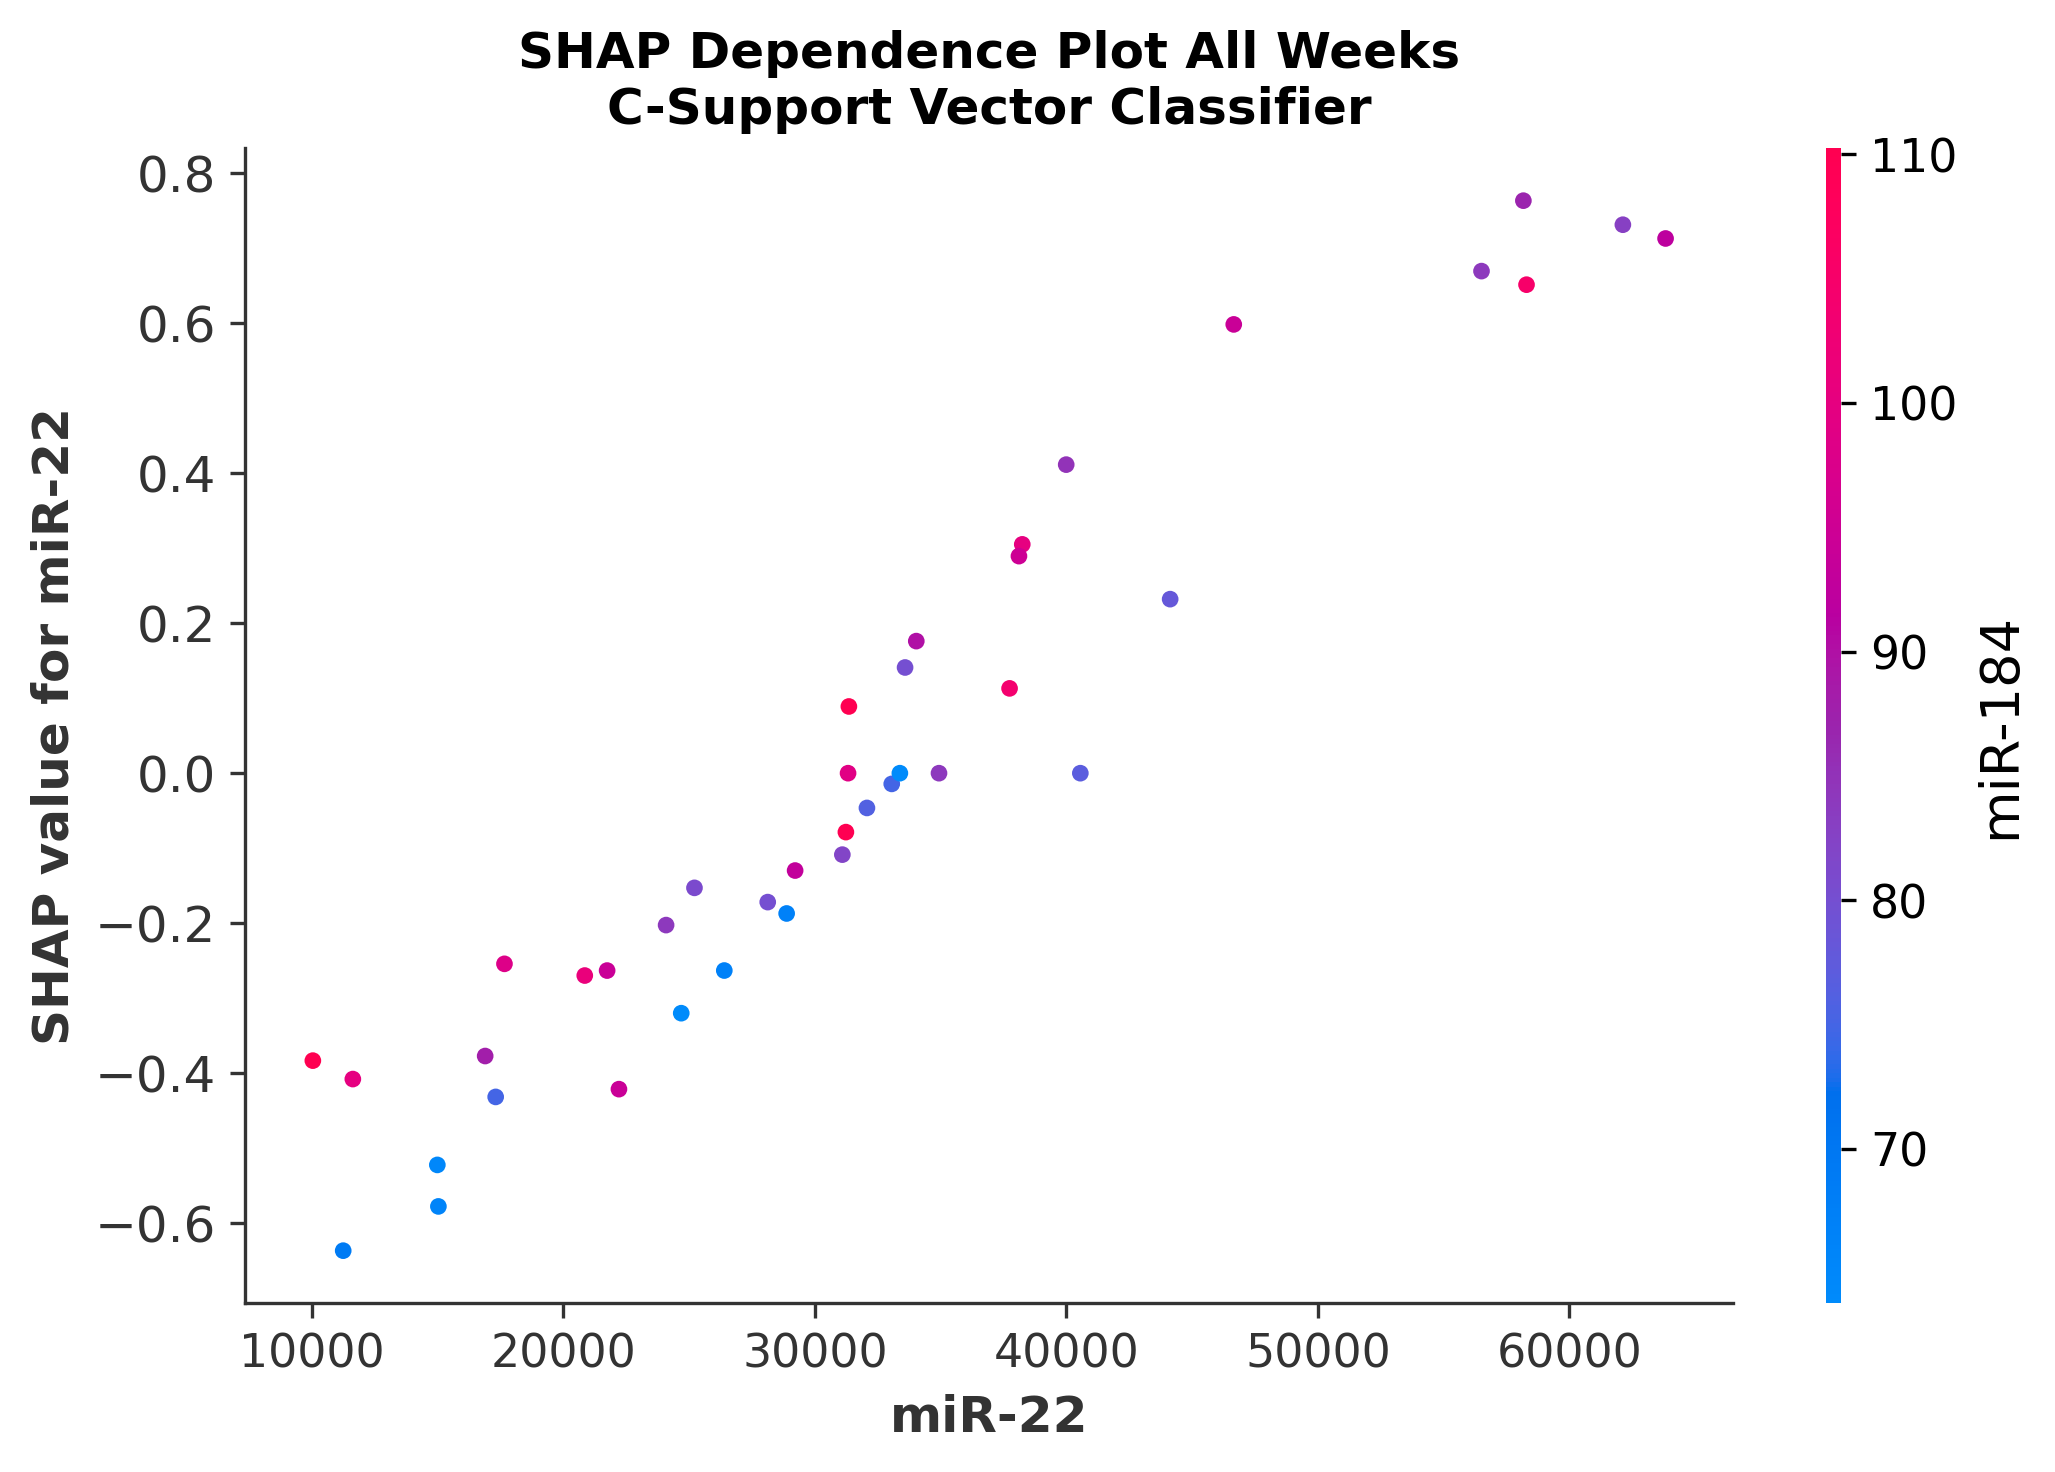 SHAP Dependence Plot All Weeks
C-Support Vector Classifier
0.8
0.6
0.4
0.2
0.0
−0.2
−0.4
−0.6
SHAP value for miR-22
10000 20000 30000 40000 50000 60000
miR-22
110
100
90
80
70
miR-184